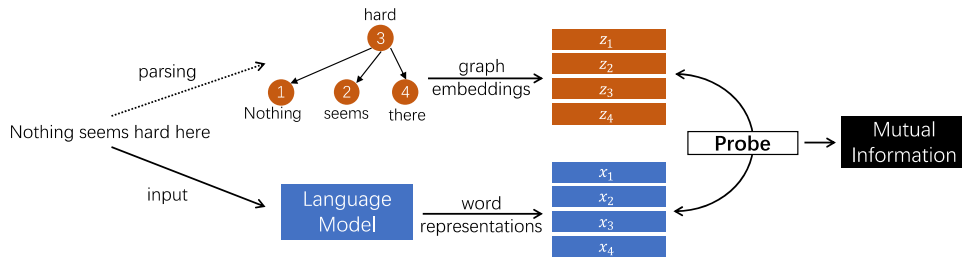 hard
3
parsing
1
2
4
Nothing
seems
there
graph
embeddings
z₁
z₂
z₃
z₄
Nothing seems hard here
Probe
Mutual
Information
input
Language
Model
word
representations
x₁
x₂
x₃
x₄